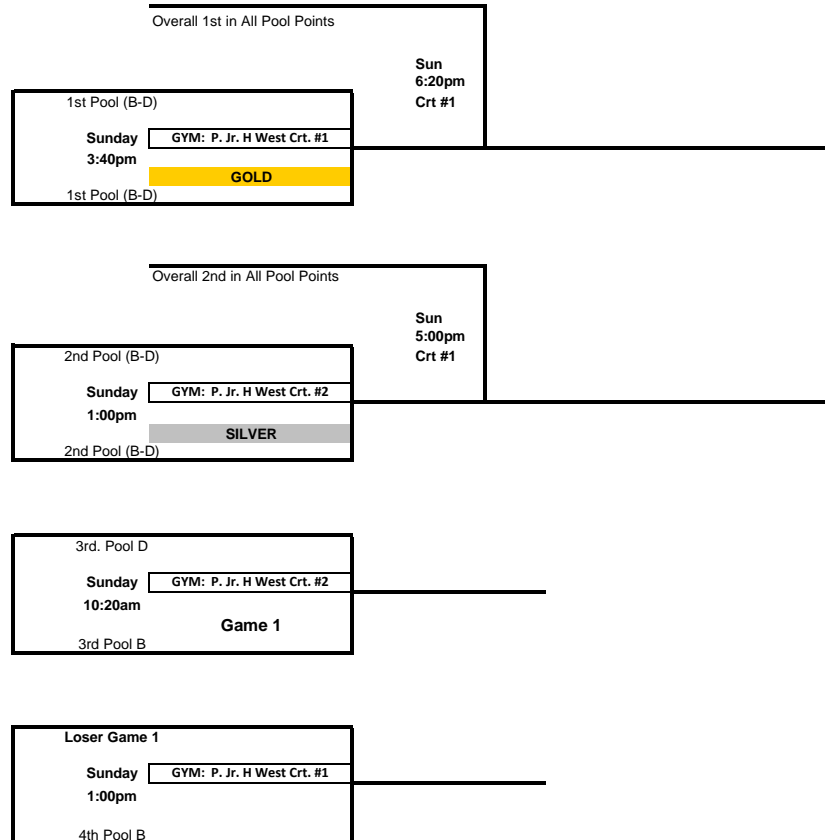 Overall 1st in All Pool Points
Sun
6:20pm
1st Pool (B-D)
Crt #1
Sunday GYM: P. Jr. H West Crt. #1
3:40pm
GOLD
1st Pool (B-D)
Overall 2nd in All Pool Points
Sun
5:00pm
2nd Pool (B-D)
Crt #1
Sunday GYM: P. Jr. H West Crt. #2
1:00pm
SILVER
2nd Pool (B-D)
3rd. Pool D
Sunday GYM: P. Jr. H West Crt. #2
10:20am
Game 1
3rd Pool B
Loser Game 1
Sunday GYM: P. Jr. H West Crt. #1
1:00pm
4th Pool B